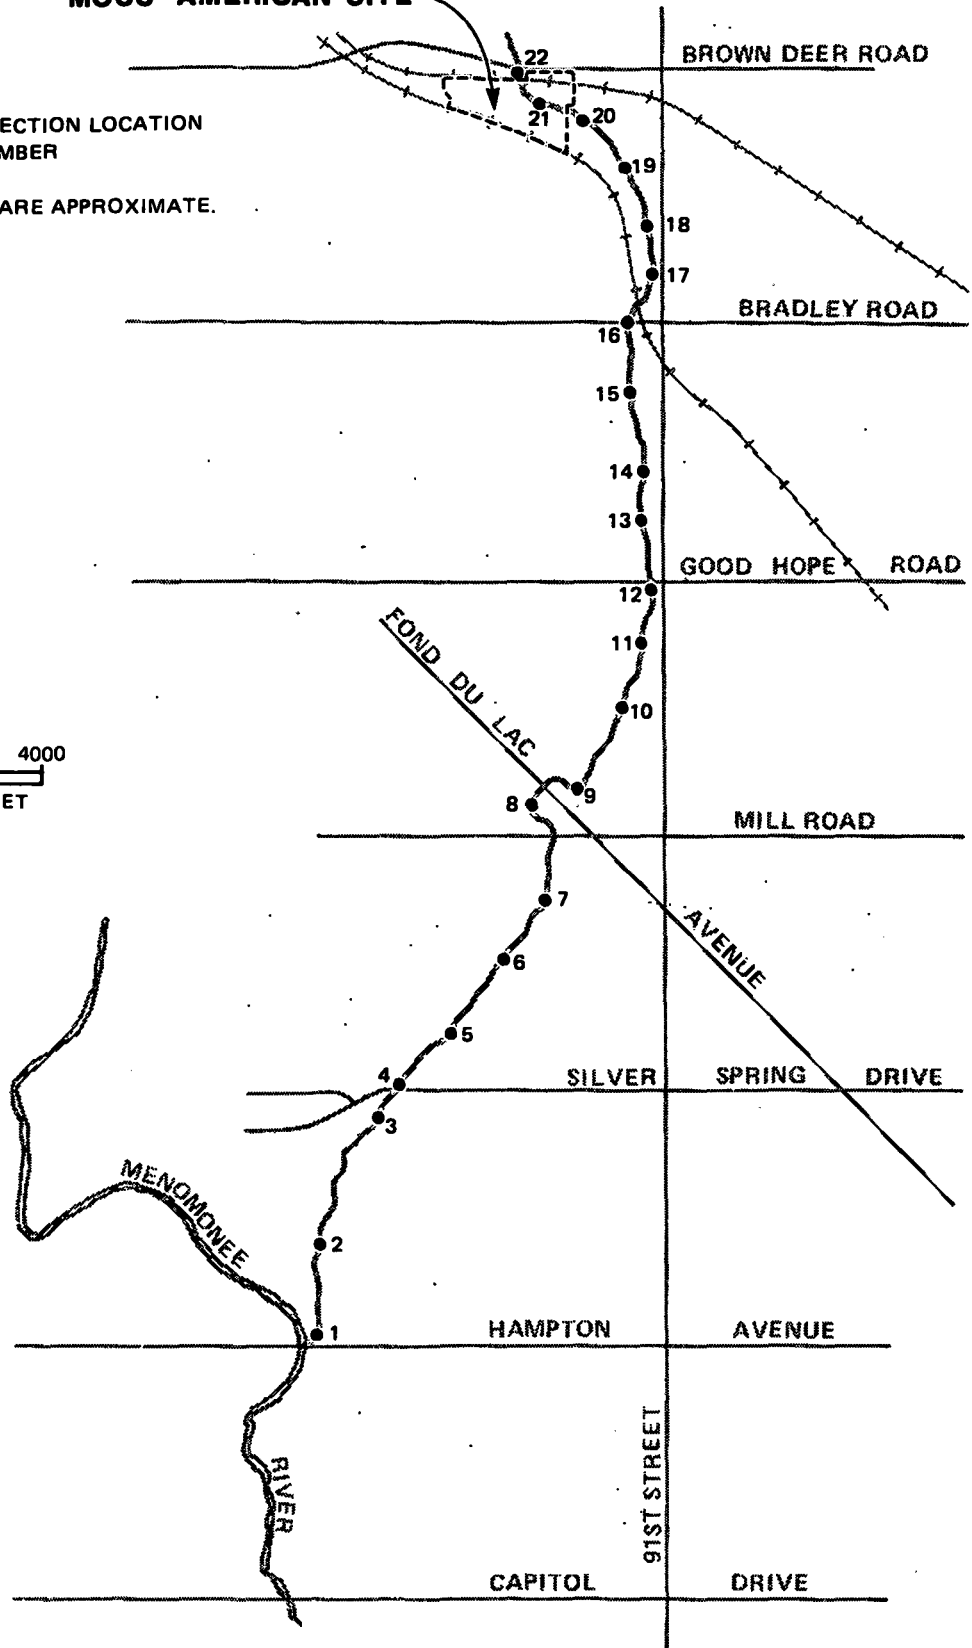 MOSS-AMERICAN SITE
BROWN DEER ROAD
22
ECTION LOCATION
MBER
21
20
19
ARE APPROXIMATE.
18
17
BRADLEY ROAD
16
15
14
13
GOOD HOPE ROAD
12
FOND DU LAC
11
10
4000
ET
9
8
MILL ROAD
7
AVENUE
6
5
4
SILVER SPRING DRIVE
3
MENOMONEE
2
1
HAMPTON AVENUE
91ST STREET
RIVER
CAPITOL DRIVE